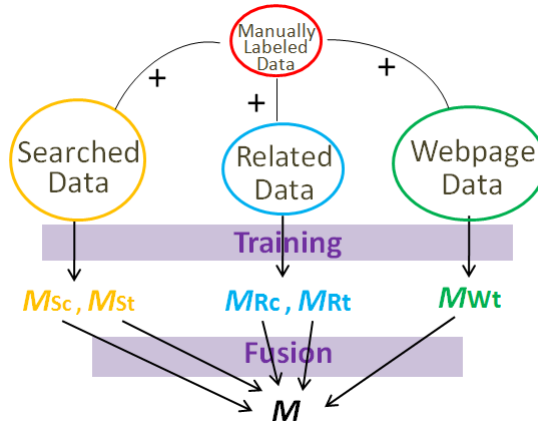 Manually
Labeled
Data
+ + +
Searched
Data
Related
Data
Webpage
Data
Training
MSc , MSt MRc , MRt MWt
Fusion
M